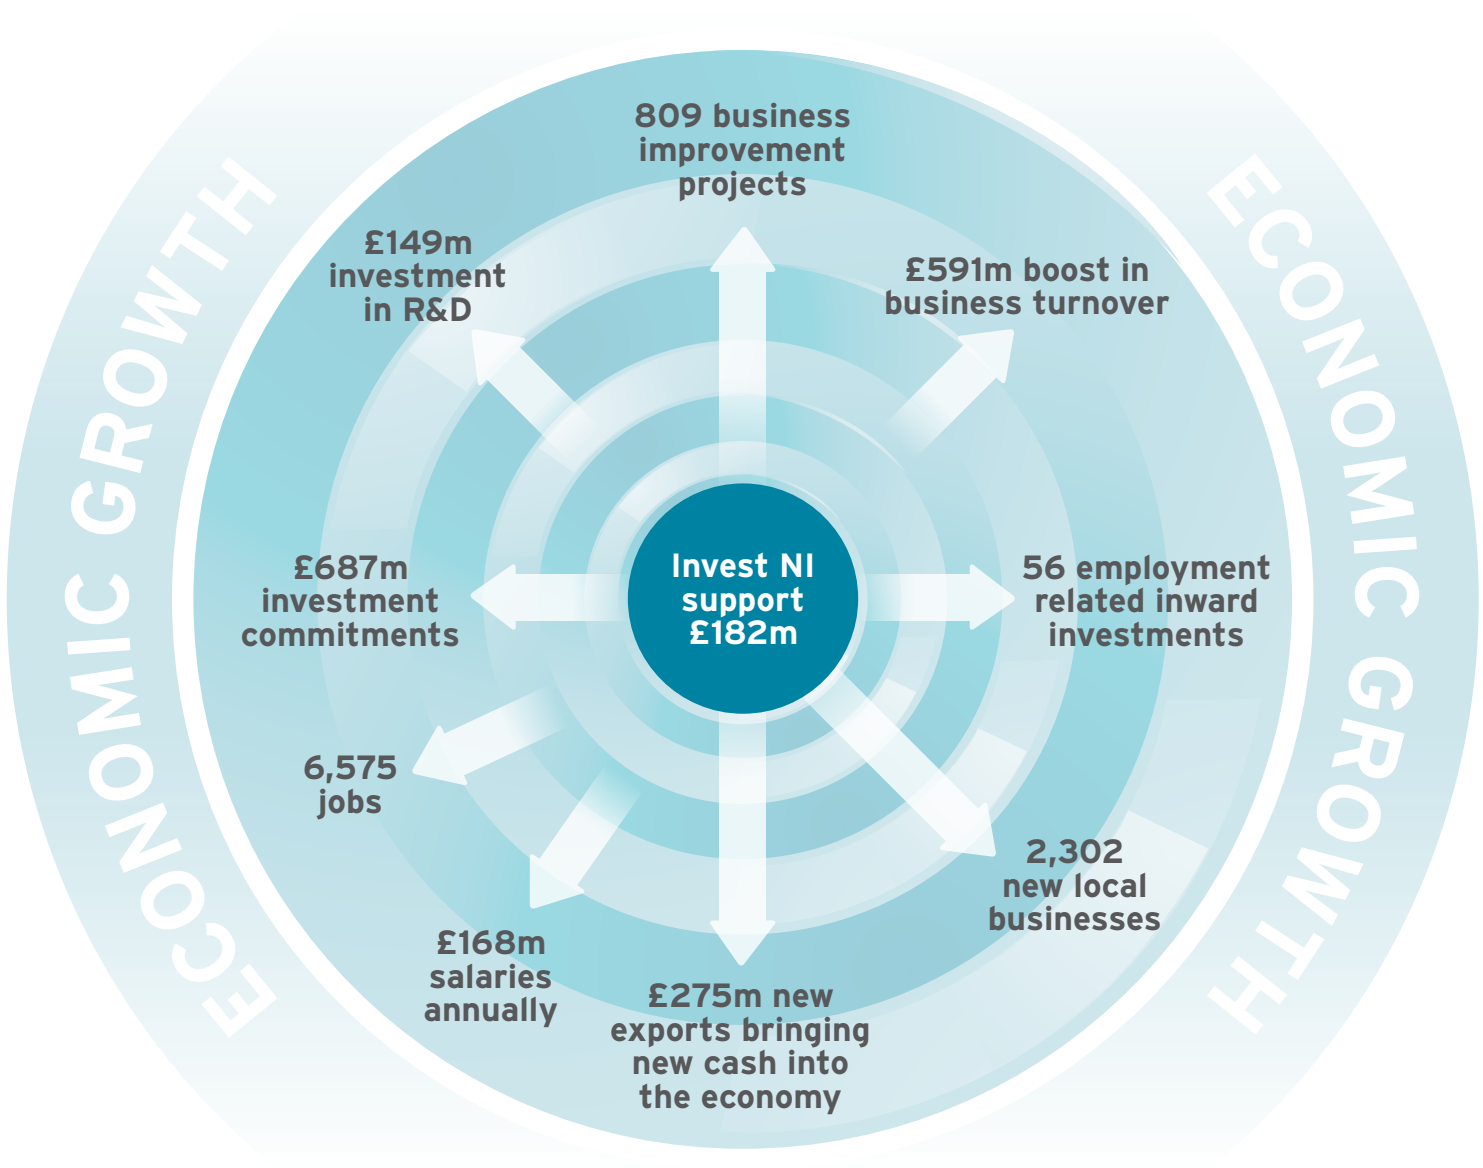 809 business
improvement
projects
£149m
investment
in R&D
£591m boost in
business turnover
ECONOMIC GROWTH
ECONOMIC GROWTH
Invest NI
support
£182m
£687m
investment
commitments
56 employment
related inward
investments
6,575
jobs
2,302
new local
businesses
£168m
salaries
annually
£275m new
exports bringing
new cash into
the economy